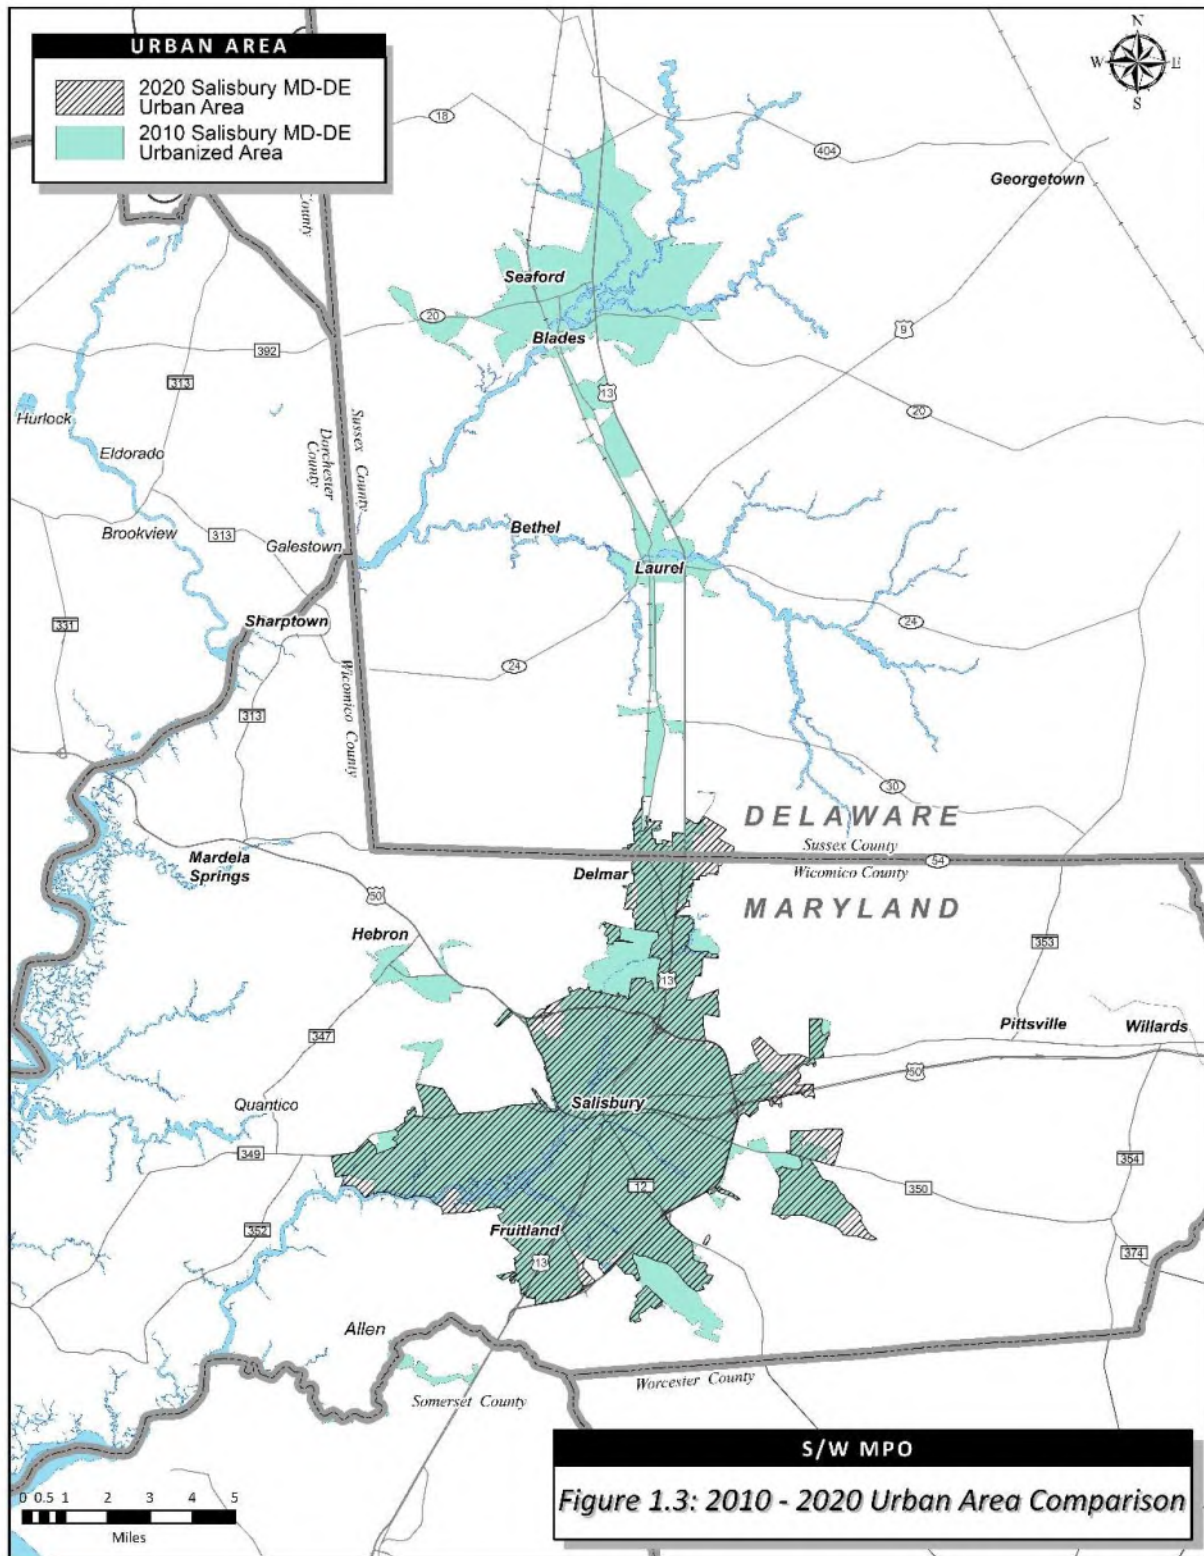 URBAN AREA
2020 Salisbury MD-DE
Urban Area
2010 Salisbury MD-DE
Urbanized Area
N
W E
S
18
404
Georgetown
County
Seaford
20
Blades
9
392
313
13
20
Hurlock
Eldorado
Sussex County
Dorchester
County
Brookview
313
Galestown
Bethel
Laurel
331
Sharptown
24
24
Wicomico County
313
30
DELAWARE
Sussex County
54
Mardela
Springs
Delmar
Wicomico County
50
MARYLAND
Hebron
353
13
347
Pittsville
Willards
50
Quantico
Salisbury
349
354
12
350
352
Fruitland
13
374
Allen
Somerset County
Worcester County
0 0.5 1 2 3 4 5
Miles
S/W MPO
Figure 1.3: 2010 - 2020 Urban Area Comparison